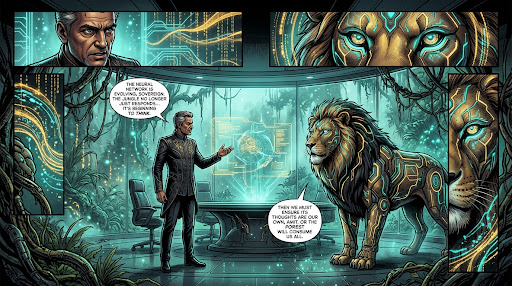 THE NEURAL
NETWORK IS
EVOLVING, SOVEREIGN.
THE JUNGLE NO LONGER
JUST RESPONDS...
IT'S BEGINNING
TO THINK.
THEN WE MUST
ENSURE ITS
THOUGHTS ARE OUR
OWN, AMIT, OR THE
FOREST
WILL CONSUME
US ALL.